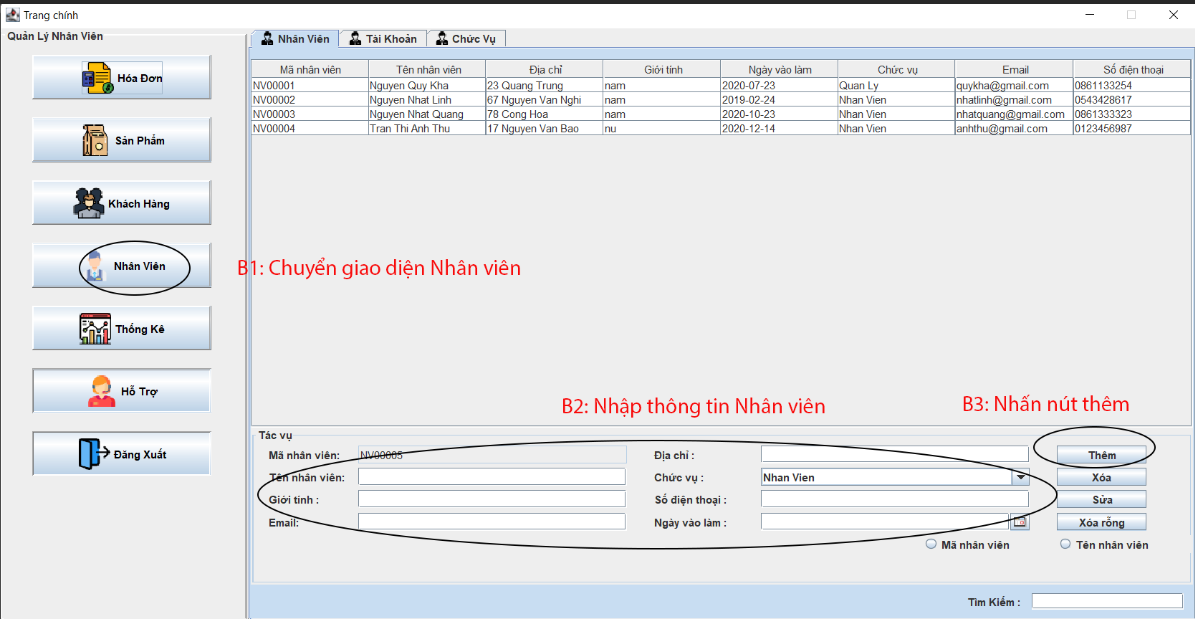 Trang chính
Quản Lý Nhân Viên
Hóa Đơn
Sản Phẩm
Khách Hàng
Nhân Viên
Thống Kê
Hỗ Trợ
Đăng Xuất
Nhân Viên Tài Khoản Chức Vụ
Mã nhân viên Tên nhân viên Địa chỉ Giới tính Ngày vào làm Chức vụ Email Số điện thoại
NV00001 Nguyen Quy Kha 23 Quang Trung nam 2020-07-23 Quan Ly quykha@gmail.com 0861133254
NV00002 Nguyen Nhat Linh 67 Nguyen Van Nghi nam 2019-02-24 Nhan Vien nhatlinh@gmail.com 0543428617
NV00003 Nguyen Nhat Quang 78 Cong Hoa nam 2020-10-23 Nhan Vien nhatquang@gmail.com 0861333323
NV00004 Tran Thi Anh Thu 17 Nguyen Van Bao nu 2020-12-14 Nhan Vien anhthu@gmail.com 0123456987
B1: Chuyển giao diện Nhân viên
B2: Nhập thông tin Nhân viên
B3: Nhấn nút thêm
Tác vụ
Mã nhân viên: NV00005 Địa chỉ : Thêm
Tên nhân viên: Chức vụ : Nhan Vien Xóa
Giới tính : Số điện thoại : Sửa
Email: Ngày vào làm : Xóa rỗng
Mã nhân viên Tên nhân viên
Tìm Kiếm :